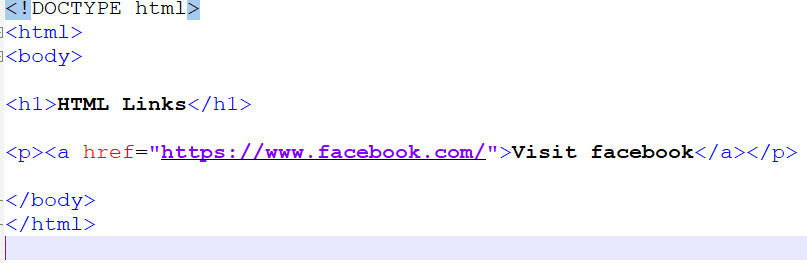 <!DOCTYPE html>
<html>
<body>
<h1>HTML Links</h1>
<p><a href="https://www.facebook.com/">Visit facebook</a></p>
</body>
</html>